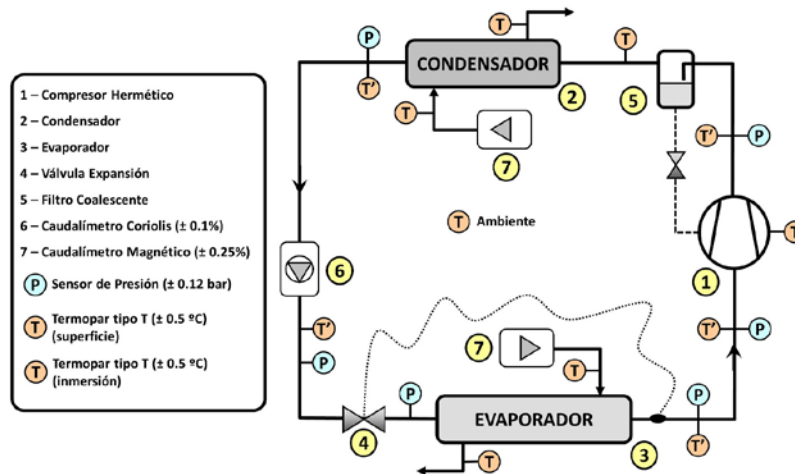 1 – Compresor Hermético
2 – Condensador
3 – Evaporador
4 – Válvula Expansión
5 – Filtro Coalescente
6 – Caudalímetro Coriolis (± 0.1%)
7 – Caudalímetro Magnético (± 0.25%)
P Sensor de Presión (± 0.12 bar)
T Termopar tipo T (± 0.5 ºC)
(superficie)
T Termopar tipo T (± 0.5 ºC)
(inmersión)
T
P
CONDENSADOR
T
T'
T
2
5
7
T'
P
T Ambiente
T
1
6
T'
P
7
T'
P
T
P
EVAPORADOR
P
4
3
T'
T